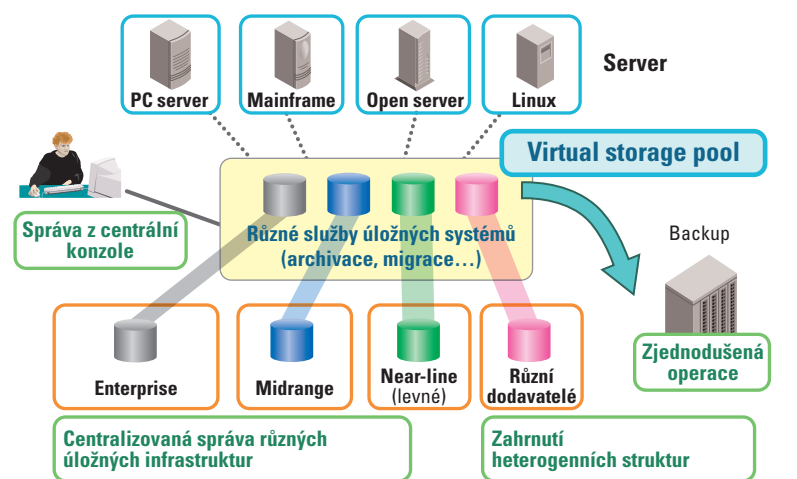 PC server
Mainframe
Open server
Linux
Server
Virtual storage pool
Správa z centrální
konzole
Různé služby úložných systémů
(archivace, migrace…)
Backup
Zjednodušená
operace
Enterprise
Midrange
Near-line
(levné)
Různí
dodavatelé
Centralizovaná správa různých
úložných infrastruktur
Zahrnutí
heterogenních struktur